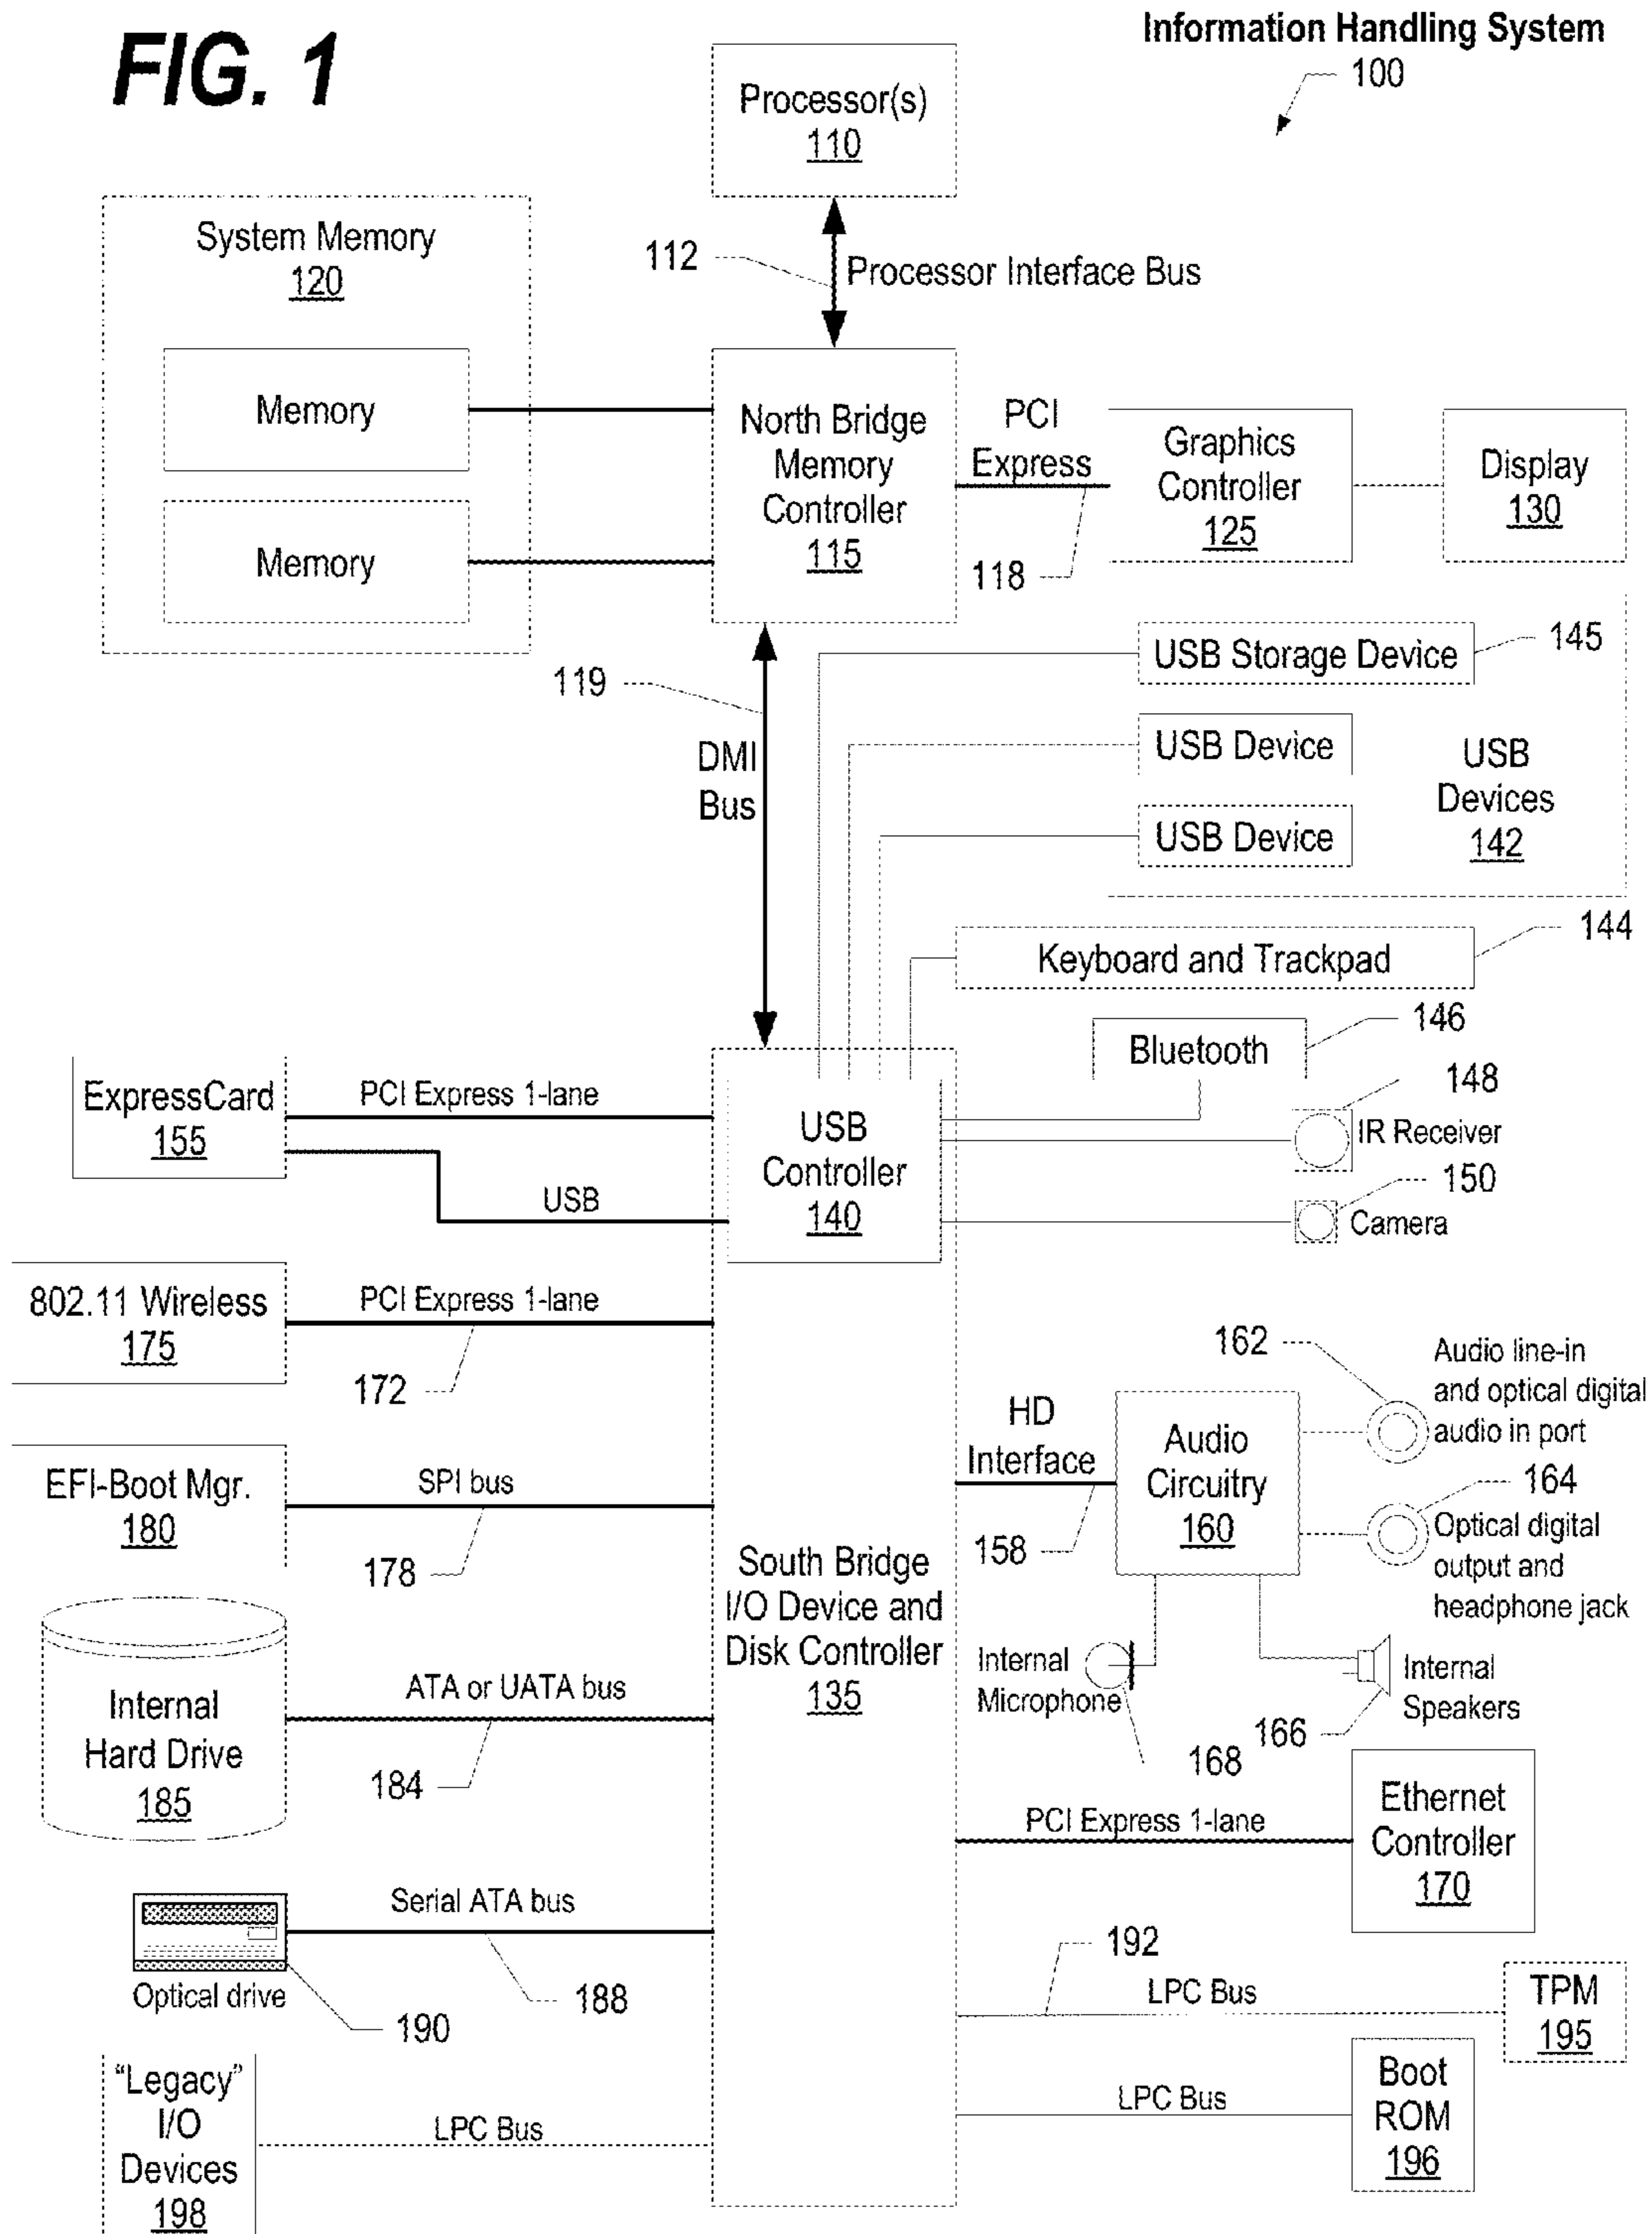 FIG. 1
Information Handling System
100
Processor(s)
110
112
Processor Interface Bus
System Memory
120
Memory
Memory
North Bridge
Memory
Controller
115
PCI
Express
118
Graphics
Controller
125
Display
130
119
DMI
Bus
USB Storage Device
145
USB Device
USB Device
USB
Devices
142
Keyboard and Trackpad
144
Bluetooth
146
148
IR Receiver
150
Camera
ExpressCard
155
PCI Express 1-lane
USB
USB
Controller
140
802.11 Wireless
175
PCI Express 1-lane
172
EFI-Boot Mgr.
180
SPI bus
178
Internal
Hard Drive
185
ATA or UATA bus
184
South Bridge
I/O Device and
Disk Controller
135
HD
Interface
158
Audio
Circuitry
160
162
Audio line-in
and optical digital
audio in port
164
Optical digital
output and
headphone jack
Internal
Microphone
168
166
Internal
Speakers
PCI Express 1-lane
Ethernet
Controller
170
Optical drive
190
Serial ATA bus
188
192
LPC Bus
TPM
195
LPC Bus
Boot
ROM
196
“Legacy”
I/O
Devices
198
LPC Bus